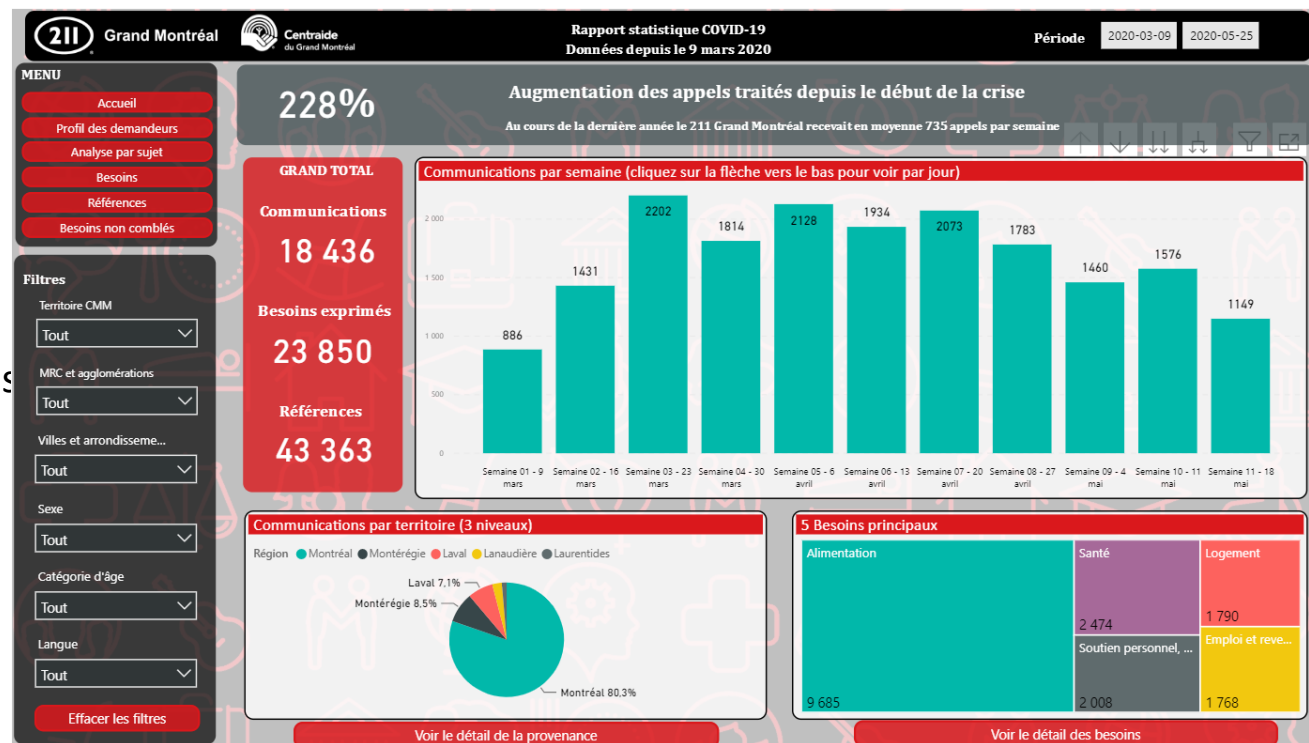 211 Grand Montréal
Centraide
du Grand Montréal
Rapport statistique COVID-19
Données depuis le 9 mars 2020
Période 2020-03-09 2020-05-25
MENU
Accueil
Profil des demandeurs
Analyse par sujet
Besoins
Références
Besoins non comblés
Filtres
Territoire CMM
Tout
MRC et agglomérations
Tout
Villes et arrondisseme...
Tout
Sexe
Tout
Catégorie d'âge
Tout
Langue
Tout
Effacer les filtres
228%
Augmentation des appels traités depuis le début de la crise
Au cours de la dernière année le 211 Grand Montréal recevait en moyenne 735 appels par semaine
GRAND TOTAL
Communications
18 436
Besoins exprimés
23 850
Références
43 363
Communications par semaine (cliquez sur la flèche vers le bas pour voir par jour)
2 000
1 500
1 000
500
0
886
1431
2202
1814
2128
1934
2073
1783
1460
1576
1149
Semaine 01 - 9
mars
Semaine 02 - 16
mars
Semaine 03 - 23
mars
Semaine 04 - 30
mars
Semaine 05 - 6
avril
Semaine 06 - 13
avril
Semaine 07 - 20
avril
Semaine 08 - 27
avril
Semaine 09 - 4
mai
Semaine 10 - 11
mai
Semaine 11 - 18
mai
Communications par territoire (3 niveaux)
Région Montréal Montérégie Laval Lanaudière Laurentides
Laval 7,1%
Montérégie 8,5%
Montréal 80,3%
Voir le détail de la provenance
5 Besoins principaux
Alimentation
9 685
Santé
2 474
Soutien personnel, ...
2 008
Logement
1 790
Emploi et reve...
1 768
Voir le détail des besoins